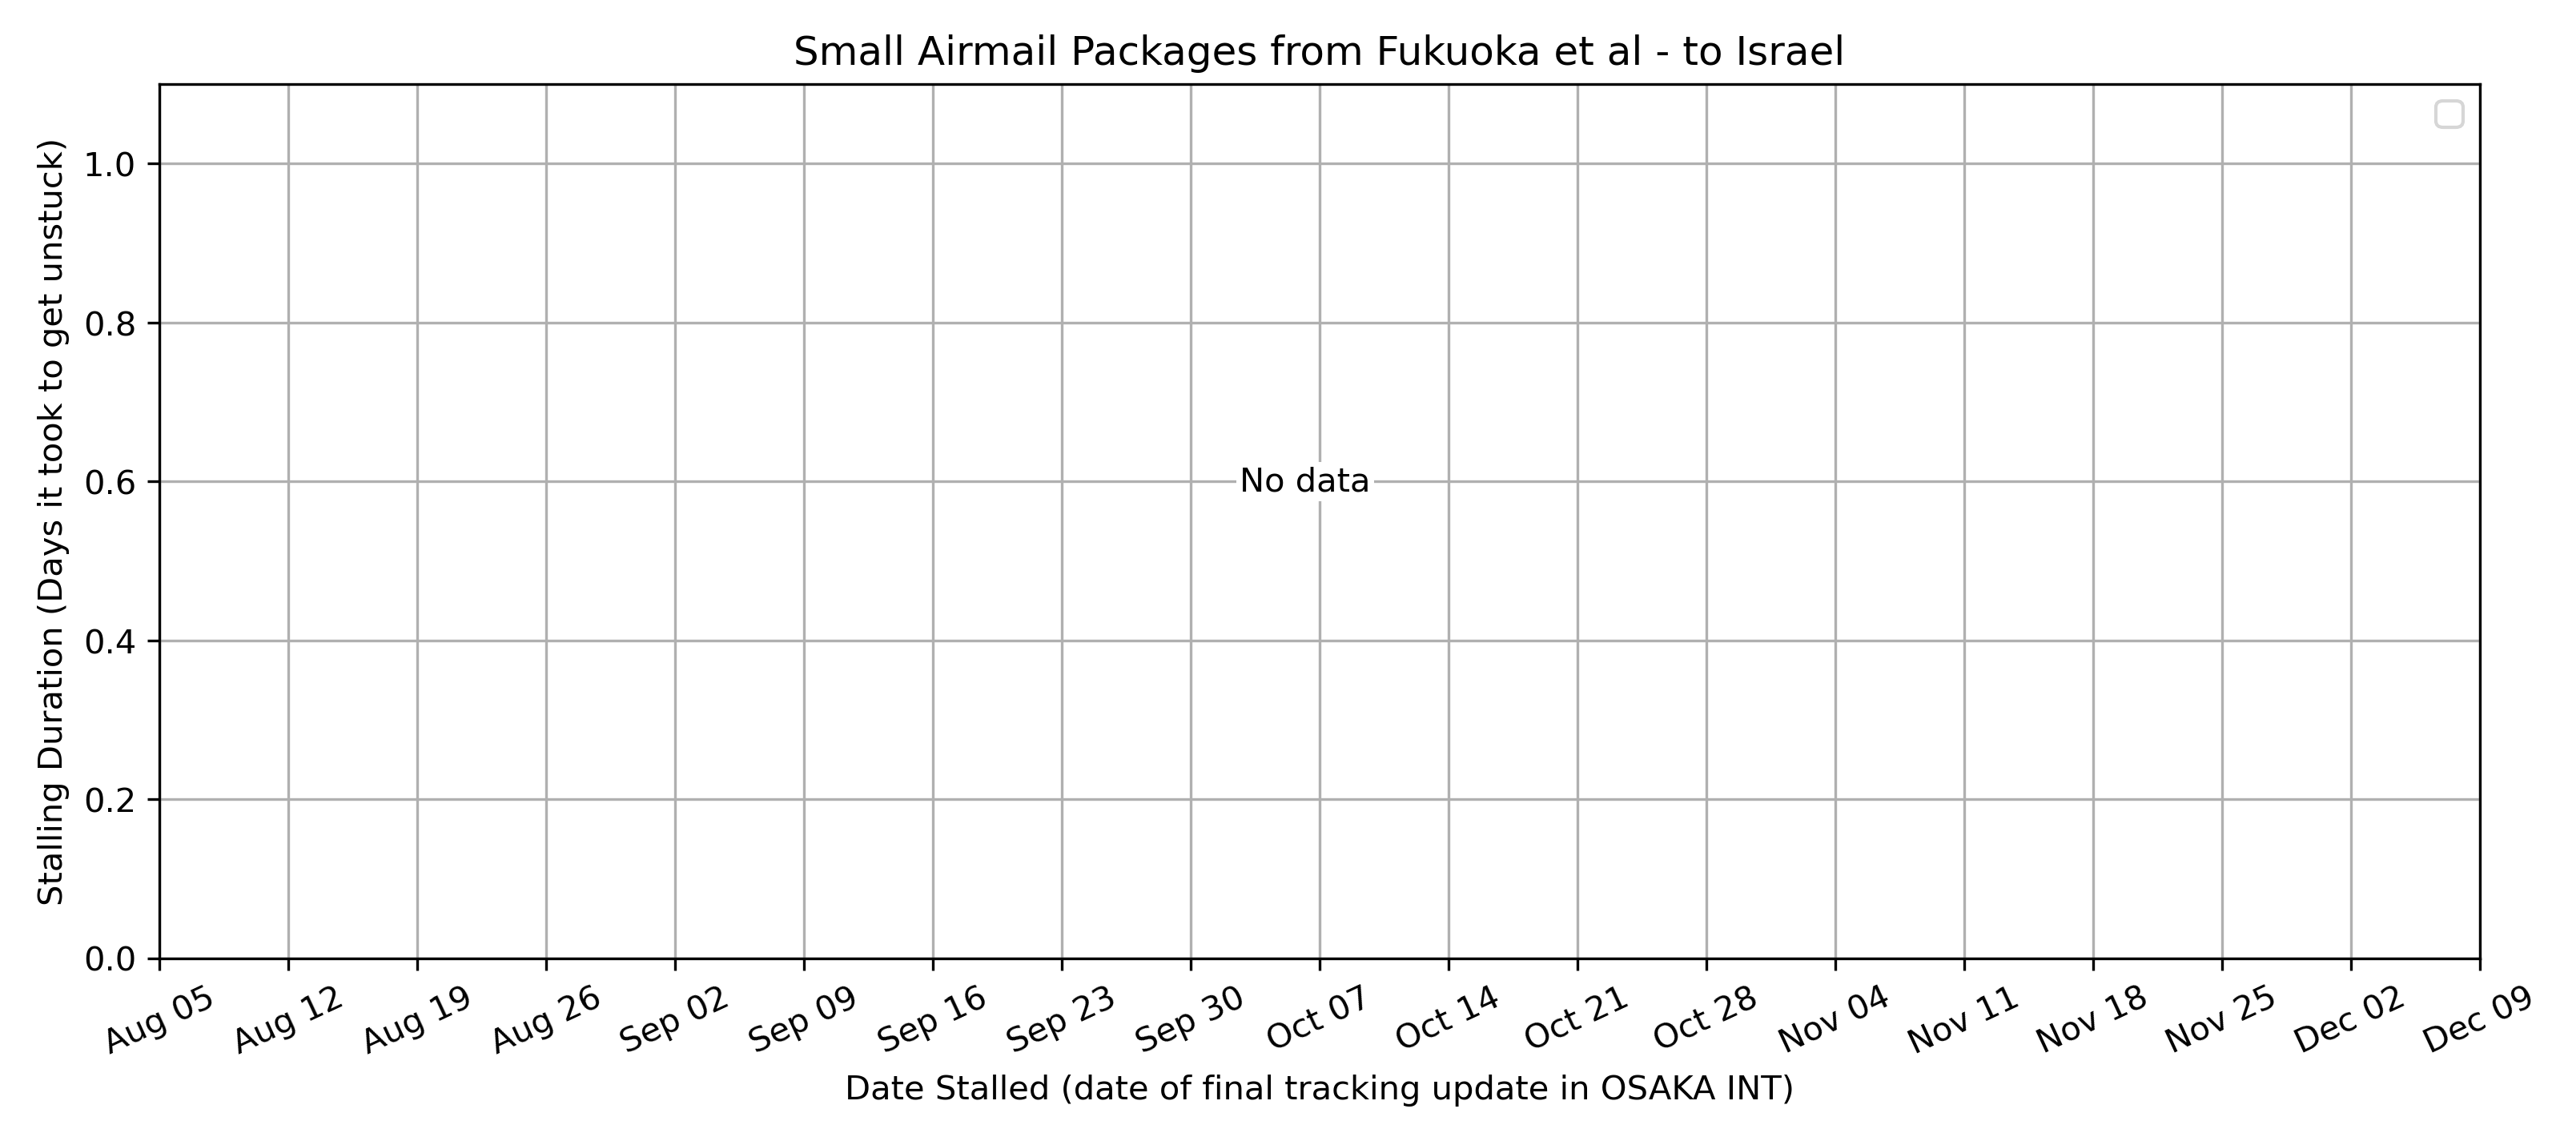 Small Airmail Packages from Fukuoka et al - to Israel
Stalling Duration (Days it took to get unstuck)
1.0
0.8
0.6
0.4
0.2
0.0
No data
Aug 05
Aug 12
Aug 19
Aug 26
Sep 02
Sep 09
Sep 16
Sep 23
Sep 30
Oct 07
Oct 14
Oct 21
Oct 28
Nov 04
Nov 11
Nov 18
Nov 25
Dec 02
Dec 09
Date Stalled (date of final tracking update in OSAKA INT)